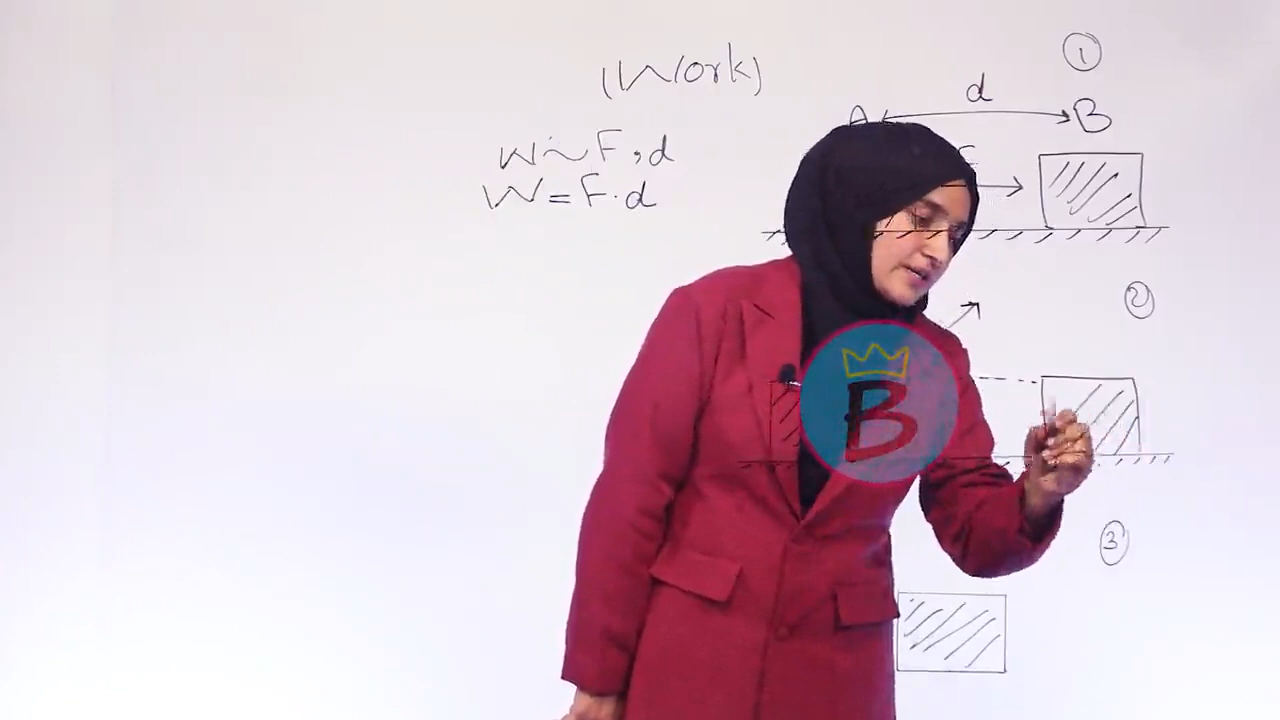 (Work)
①
A d B
W ~ F, d
W = F. d
F
②
B
③